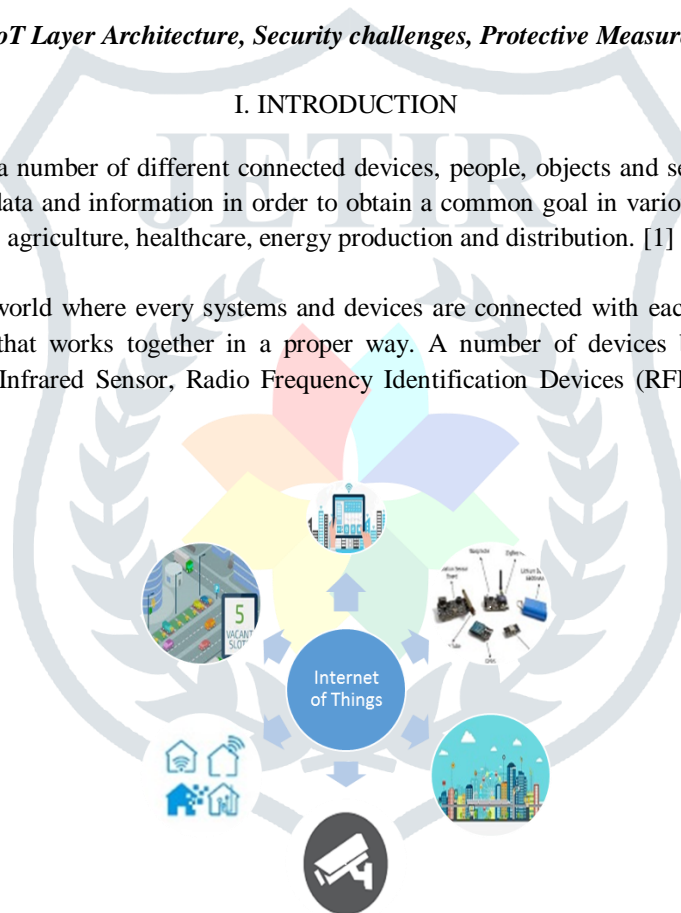 oT Layer Architecture, Security challenges, Protective Measur
I. INTRODUCTION
JETIR
a number of different connected devices, people, objects and se
data and information in order to obtain a common goal in vario
agriculture, healthcare, energy production and distribution. [1]
world where every systems and devices are connected with eac
that works together in a proper way. A number of devices
Infrared Sensor, Radio Frequency Identification Devices (RFI
5
VACANT
SLOT
Internet
of Things